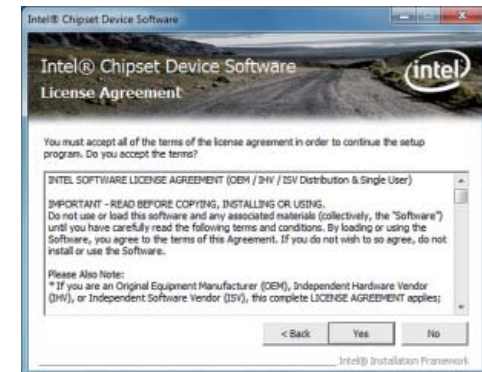 Intel® Chipset Device Software
Intel® Chipset Device Software
intel
License Agreement
You must accept all of the terms of the license agreement in order to continue the setup
program. Do you accept the terms?
INTEL SOFTWARE LICENSE AGREEMENT (OEM / IHV / ISV Distribution & Single User)
IMPORTANT - READ BEFORE COPYING, INSTALLING OR USING.
Do not use or load this software and any associated materials (collectively, the "Software")
until you have carefully read the following terms and conditions. By loading or using the
Software, you agree to the terms of this Agreement. If you do not wish to so agree, do not
install or use the Software.
Please Also Note:
* If you are an Original Equipment Manufacturer (OEM), Independent Hardware Vendor
(IHV), or Independent Software Vendor (ISV), this complete LICENSE AGREEMENT applies;
< Back Yes No
Intel® Installation Framework